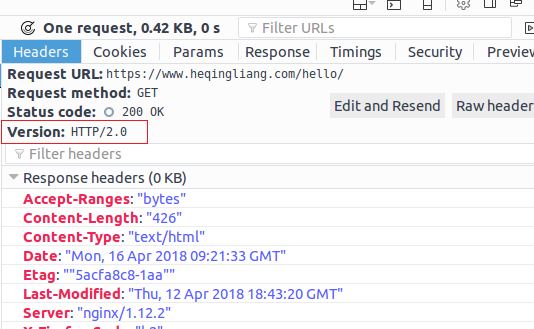 One request, 0.42 KB, 0 s Filter URLs
Headers Cookies Params Response Timings Security Preview
Request URL: https://www.heqingliang.com/hello/
Request method: GET
Edit and Resend Raw header
Status code: 200 OK
Version: HTTP/2.0
Filter headers
Response headers (0 KB)
Accept-Ranges: "bytes"
Content-Length: "426"
Content-Type: "text/html"
Date: "Mon, 16 Apr 2018 09:21:33 GMT"
Etag: ""5acfa8c8-1aa""
Last-Modified: "Thu, 12 Apr 2018 18:43:20 GMT"
Server: "nginx/1.12.2"